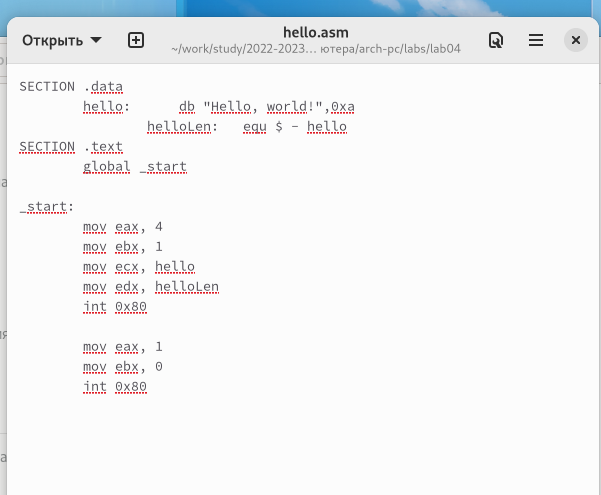 hello.asm
Открыть
~/work/study/2022-2023… ютера/arch-pc/labs/lab04
SECTION .data
hello: db "Hello, world!",0xa
helloLen: equ $ - hello
SECTION .text
global _start
_start:
mov eax, 4
mov ebx, 1
mov ecx, hello
mov edx, helloLen
int 0x80
mov eax, 1
mov ebx, 0
int 0x80